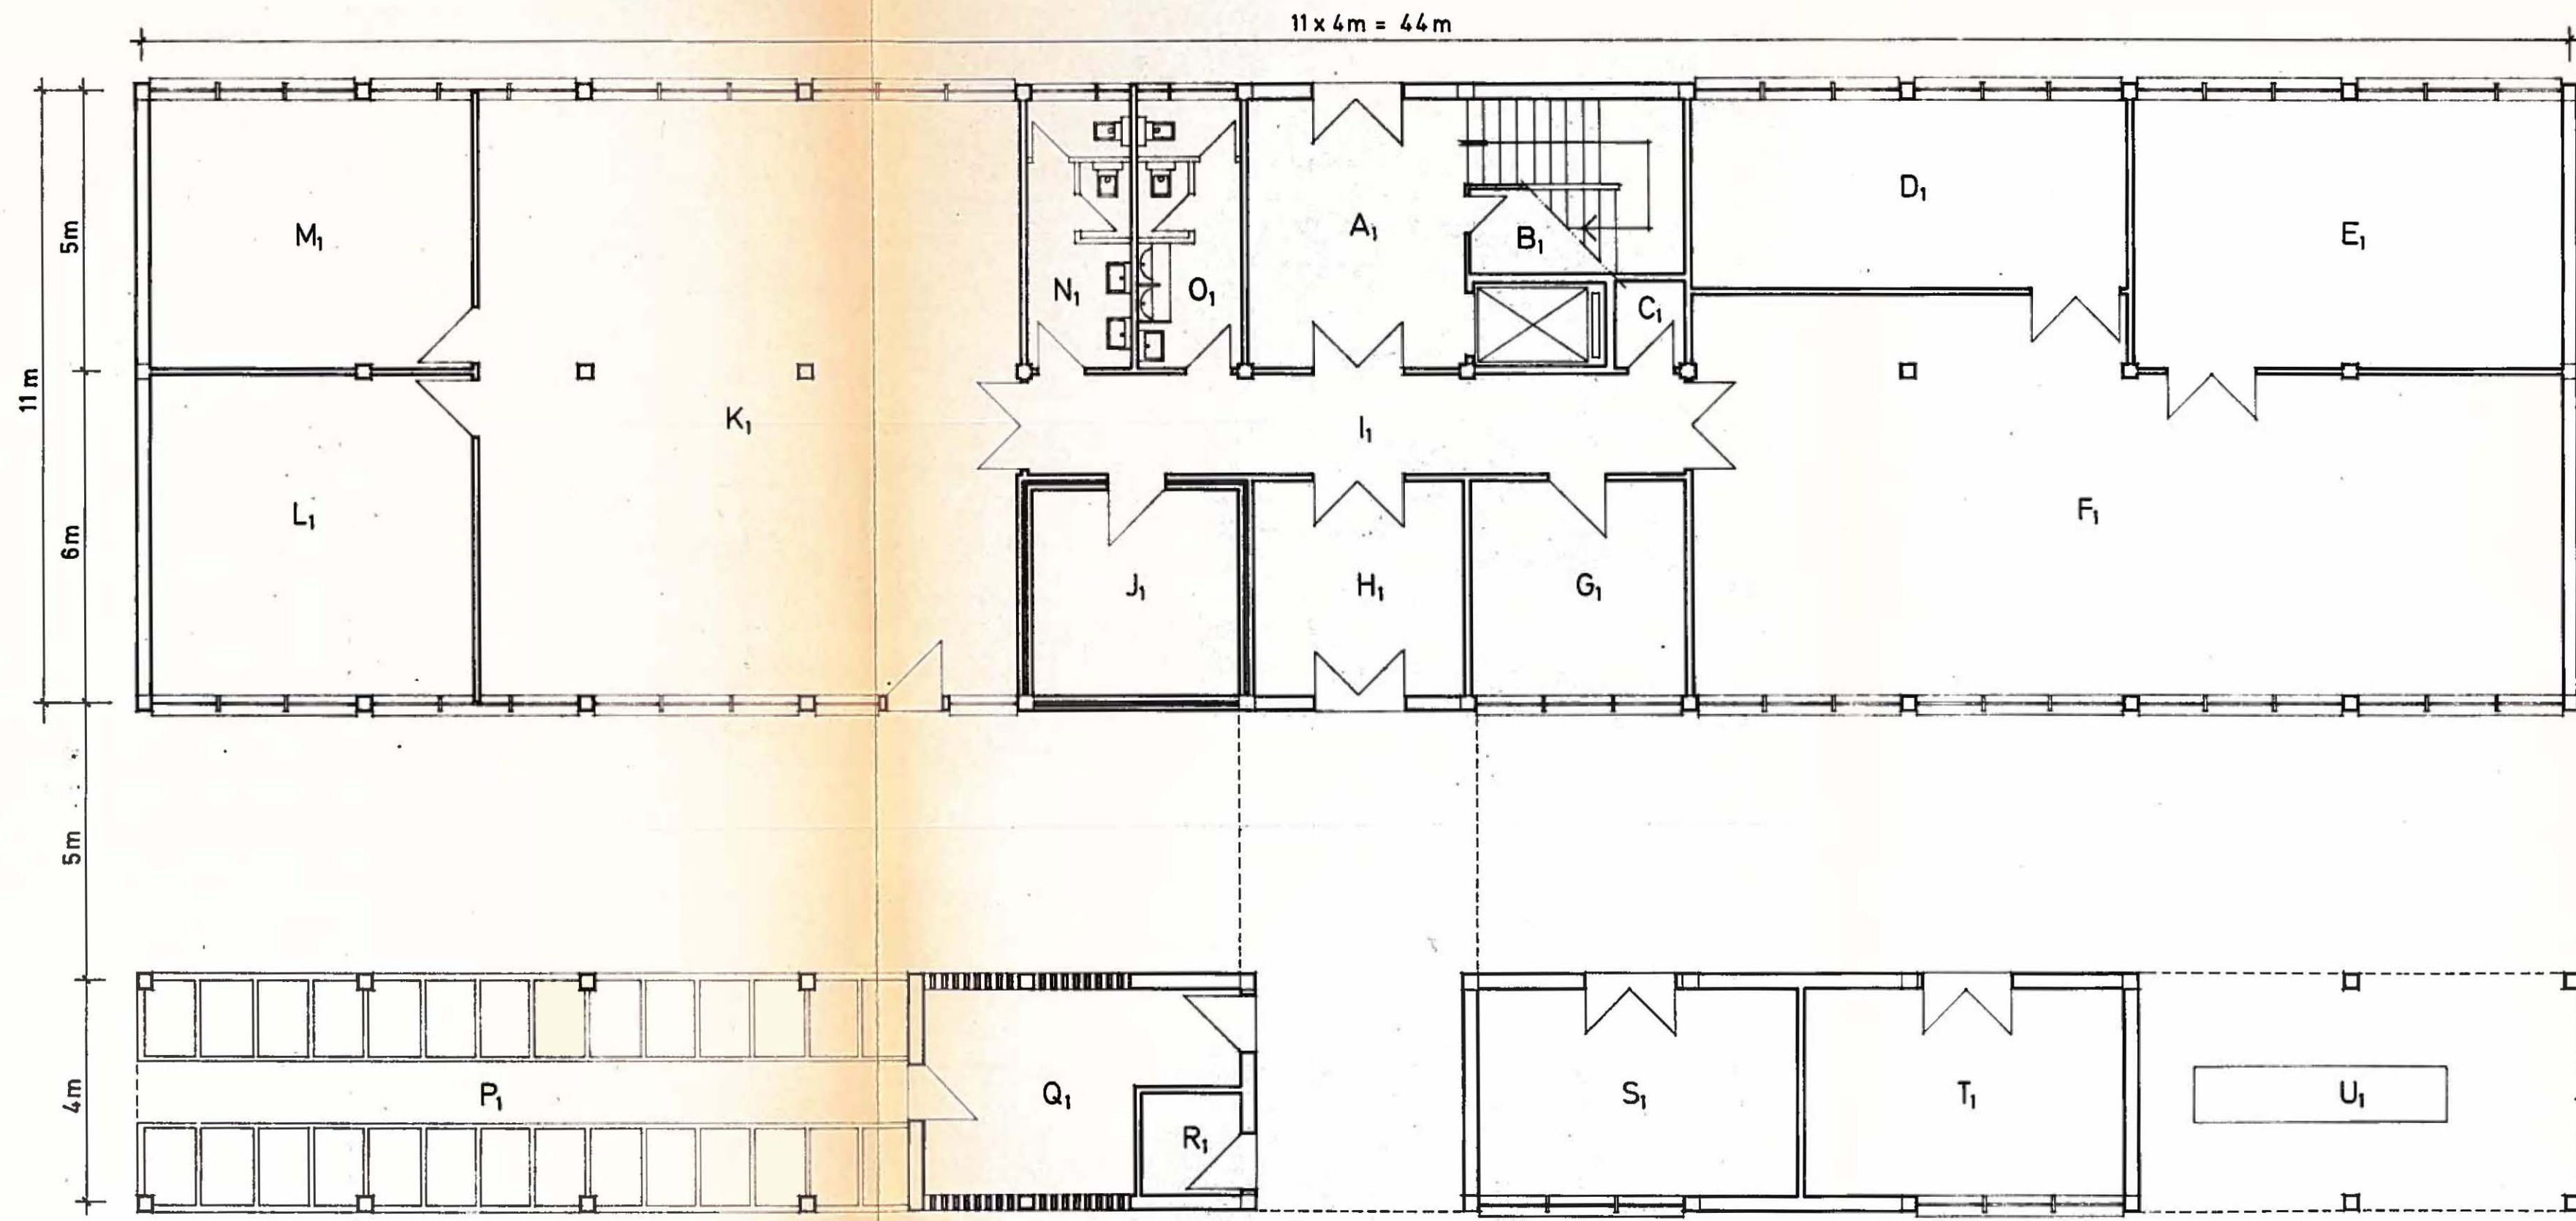 11 x 4m = 44m
M₁
K₁
N₁
O₁
A₁
B₁
C₁
D₁
E₁
5m
11m
I₁
L₁
6m
J₁
H₁
G₁
F₁
5m
4m
P₁
Q₁
R₁
S₁
T₁
U₁